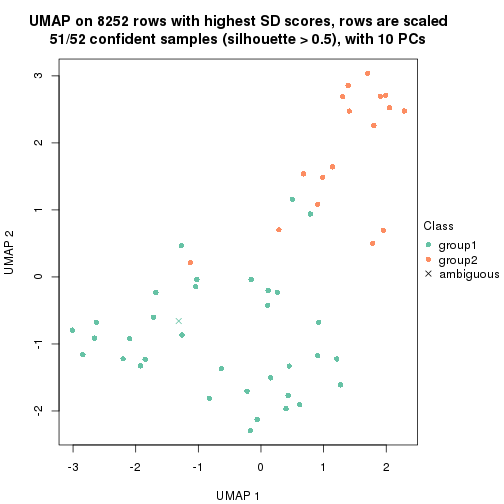 UMAP on 8252 rows with highest SD scores, rows are scaled
51/52 confident samples (silhouette > 0.5), with 10 PCs
3
2
1
0
-1
-2
UMAP 2
-3
-2
-1
0
1
2
UMAP 1
Class
group1
group2
ambiguous